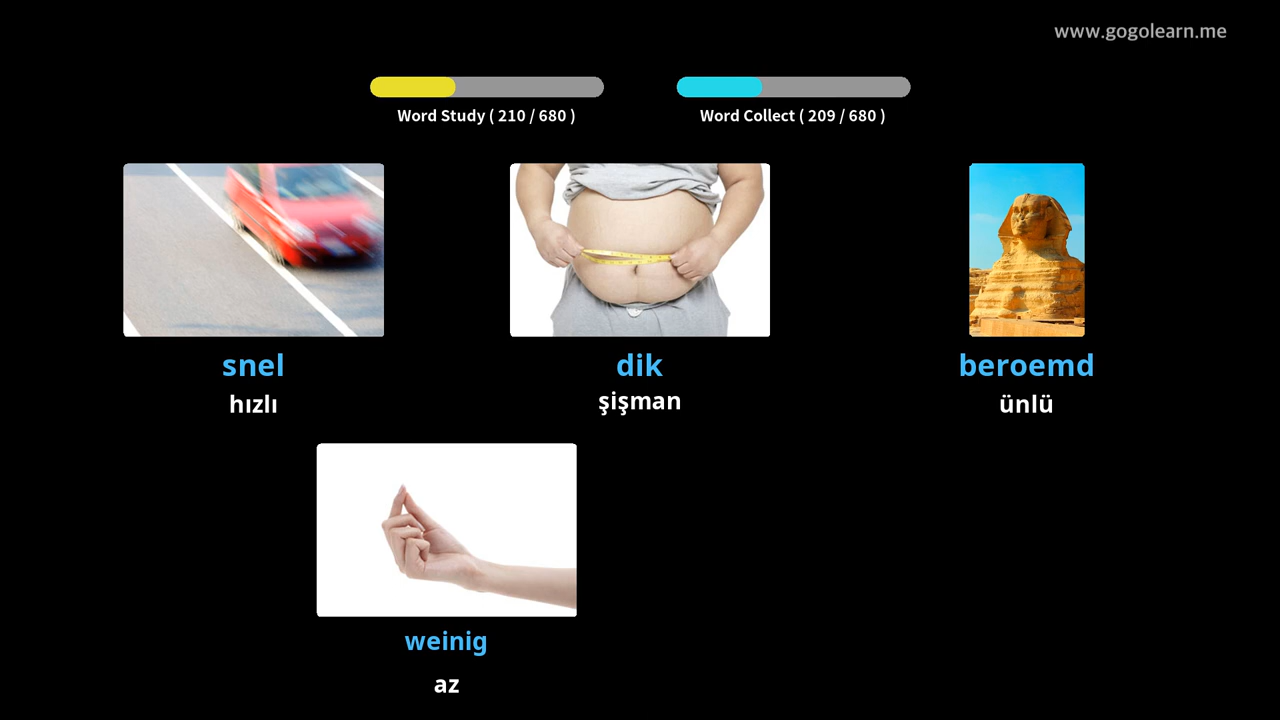 www.gogolearn.me
Word Study ( 210 / 680 )
Word Collect ( 209 / 680 )
snel
hızlı
dik
şişman
beroemd
ünlü
weinig
az